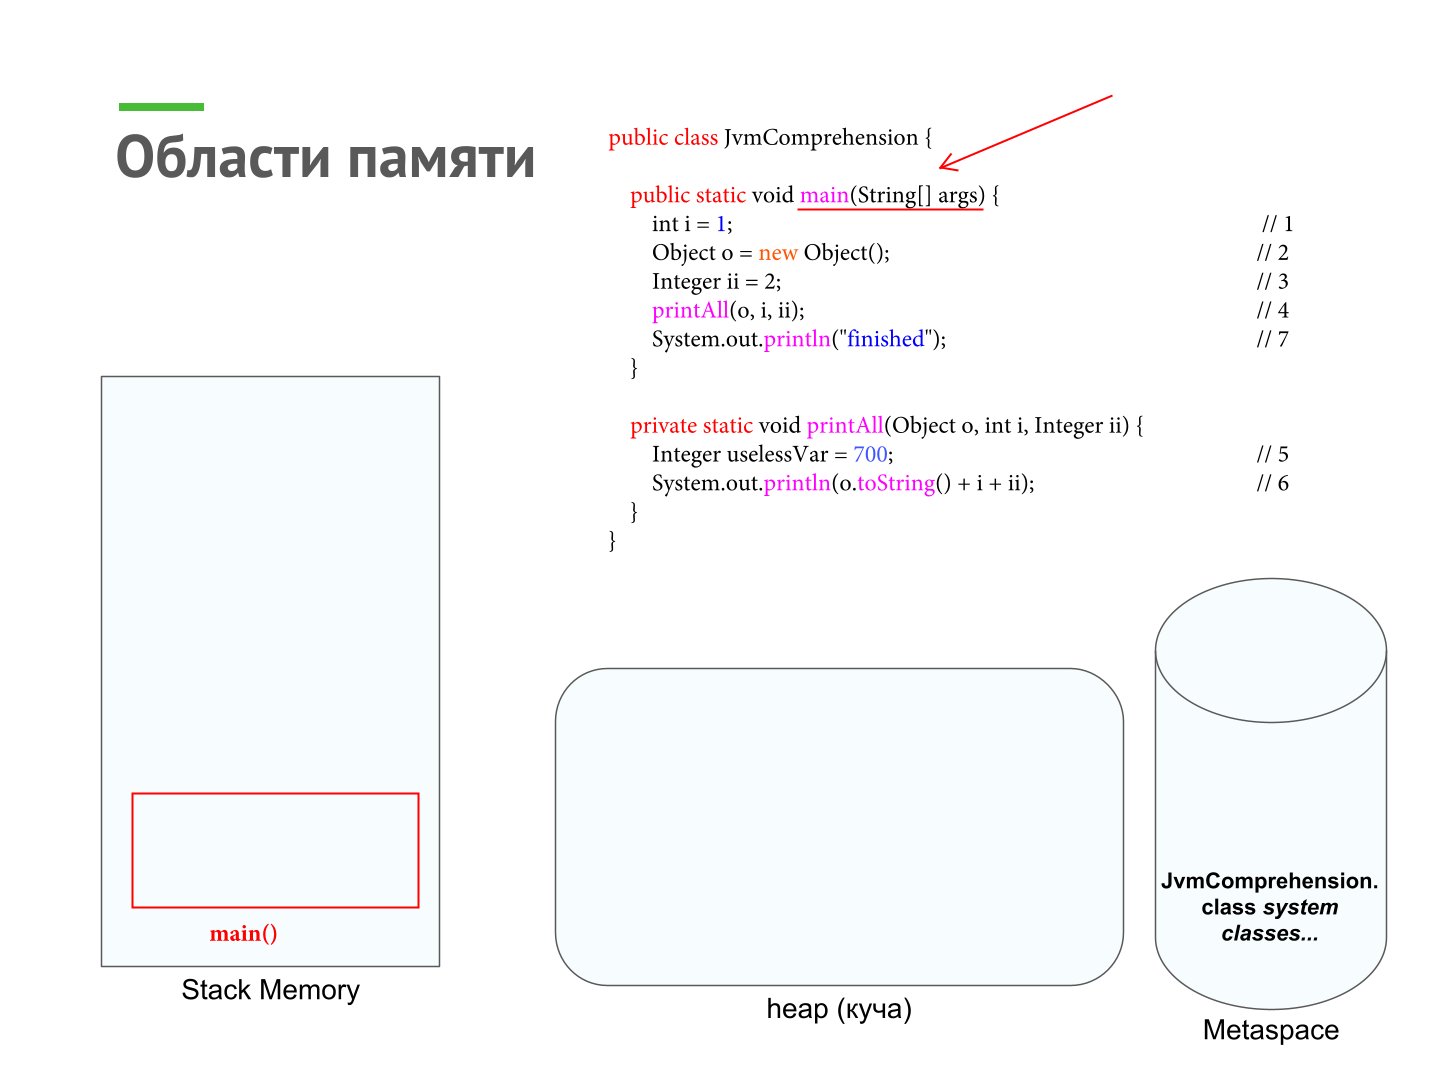 Области памяти
public class JvmComprehension {
public static void main(String[] args) {
int i = 1; // 1
Object o = new Object(); // 2
Integer ii = 2; // 3
printAll(o, i, ii); // 4
System.out.println("finished"); // 7
}
private static void printAll(Object o, int i, Integer ii) {
Integer uselessVar = 700; // 5
System.out.println(o.toString() + i + ii); // 6
}
}
main()
Stack Memory
heap (куча)
JvmComprehension.
class system
classes...
Metaspace